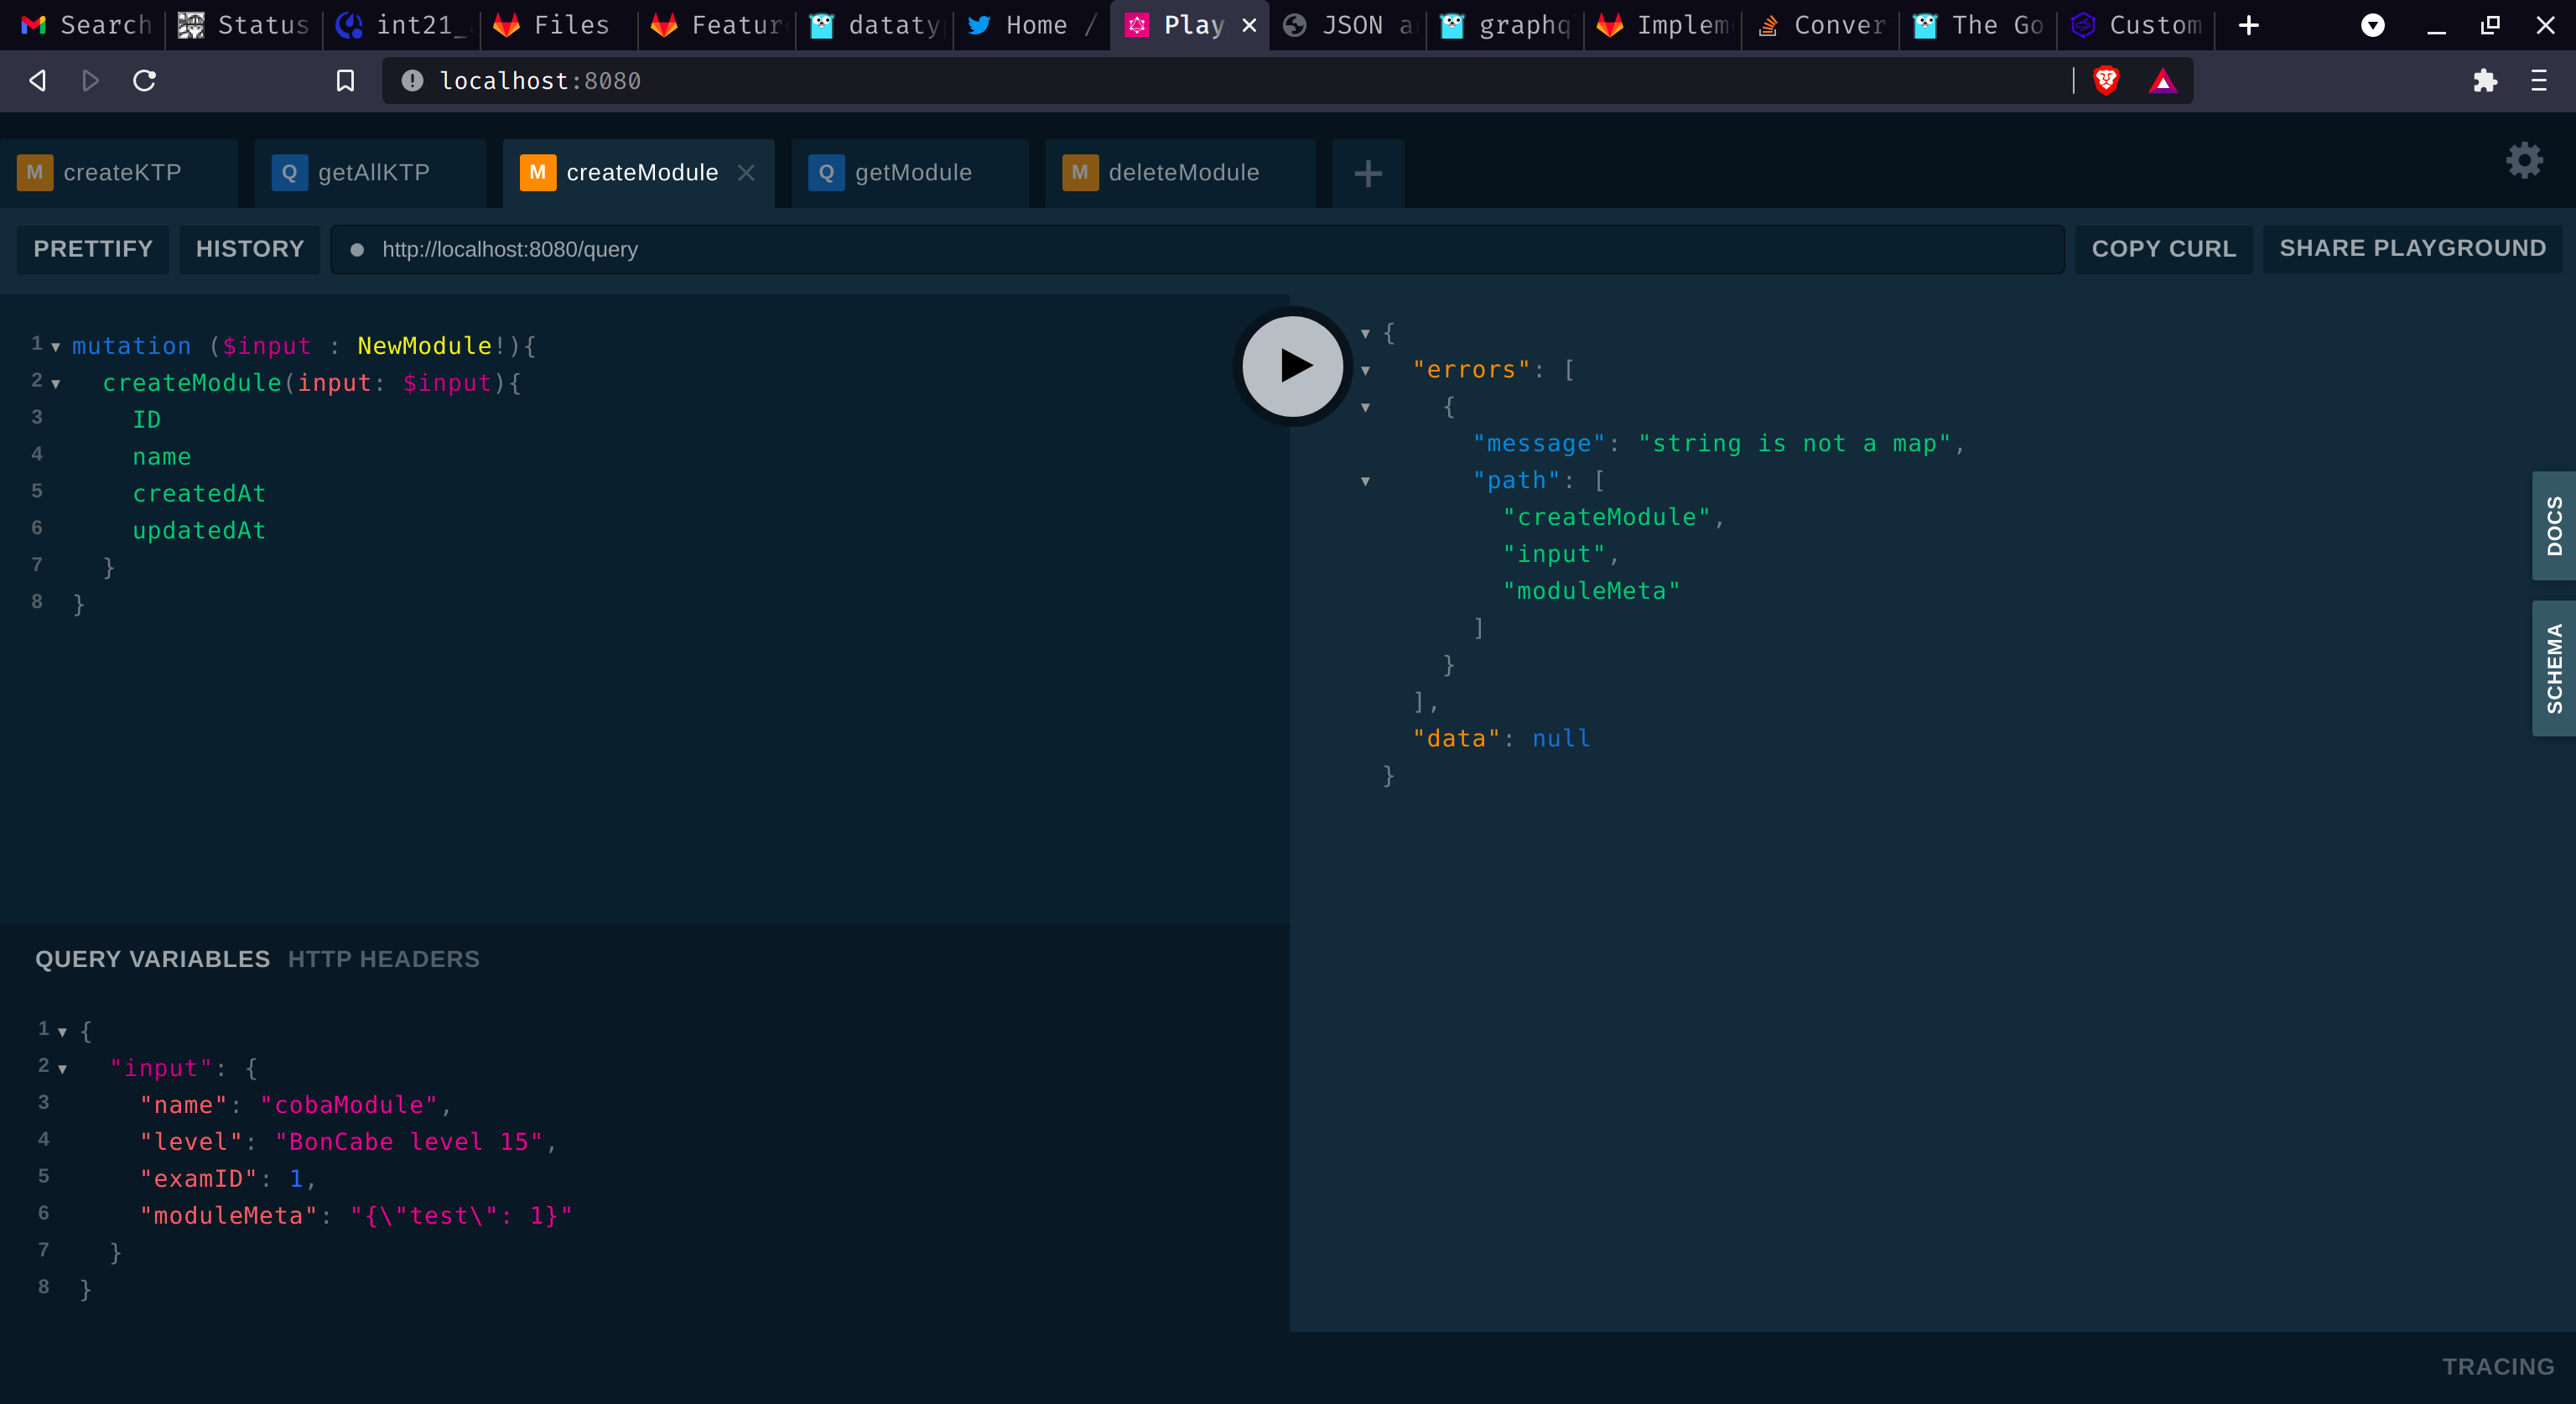 Search
Status
int21_
Files
Featur
dataty
Home /
Play
JSON a
graphq
Implem
Conver
The Go
Custom
localhost:8080
M createKTP
Q getAllKTP
M createModule
Q getModule
M deleteModule
PRETTIFY HISTORY http://localhost:8080/query COPY CURL SHARE PLAYGROUND
1 mutation ($input : NewModule!){
2 createModule(input: $input){
3 ID
4 name
5 createdAt
6 updatedAt
7 }
8 }
QUERY VARIABLES HTTP HEADERS
1 {
2 "input": {
3 "name": "cobaModule",
4 "level": "BonCabe level 15",
5 "examID": 1,
6 "moduleMeta": "{\"test\": 1}"
7 }
8 }
{
"errors": [
{
"message": "string is not a map",
"path": [
"createModule",
"input",
"moduleMeta"
]
}
],
"data": null
}
DOCS
SCHEMA
TRACING